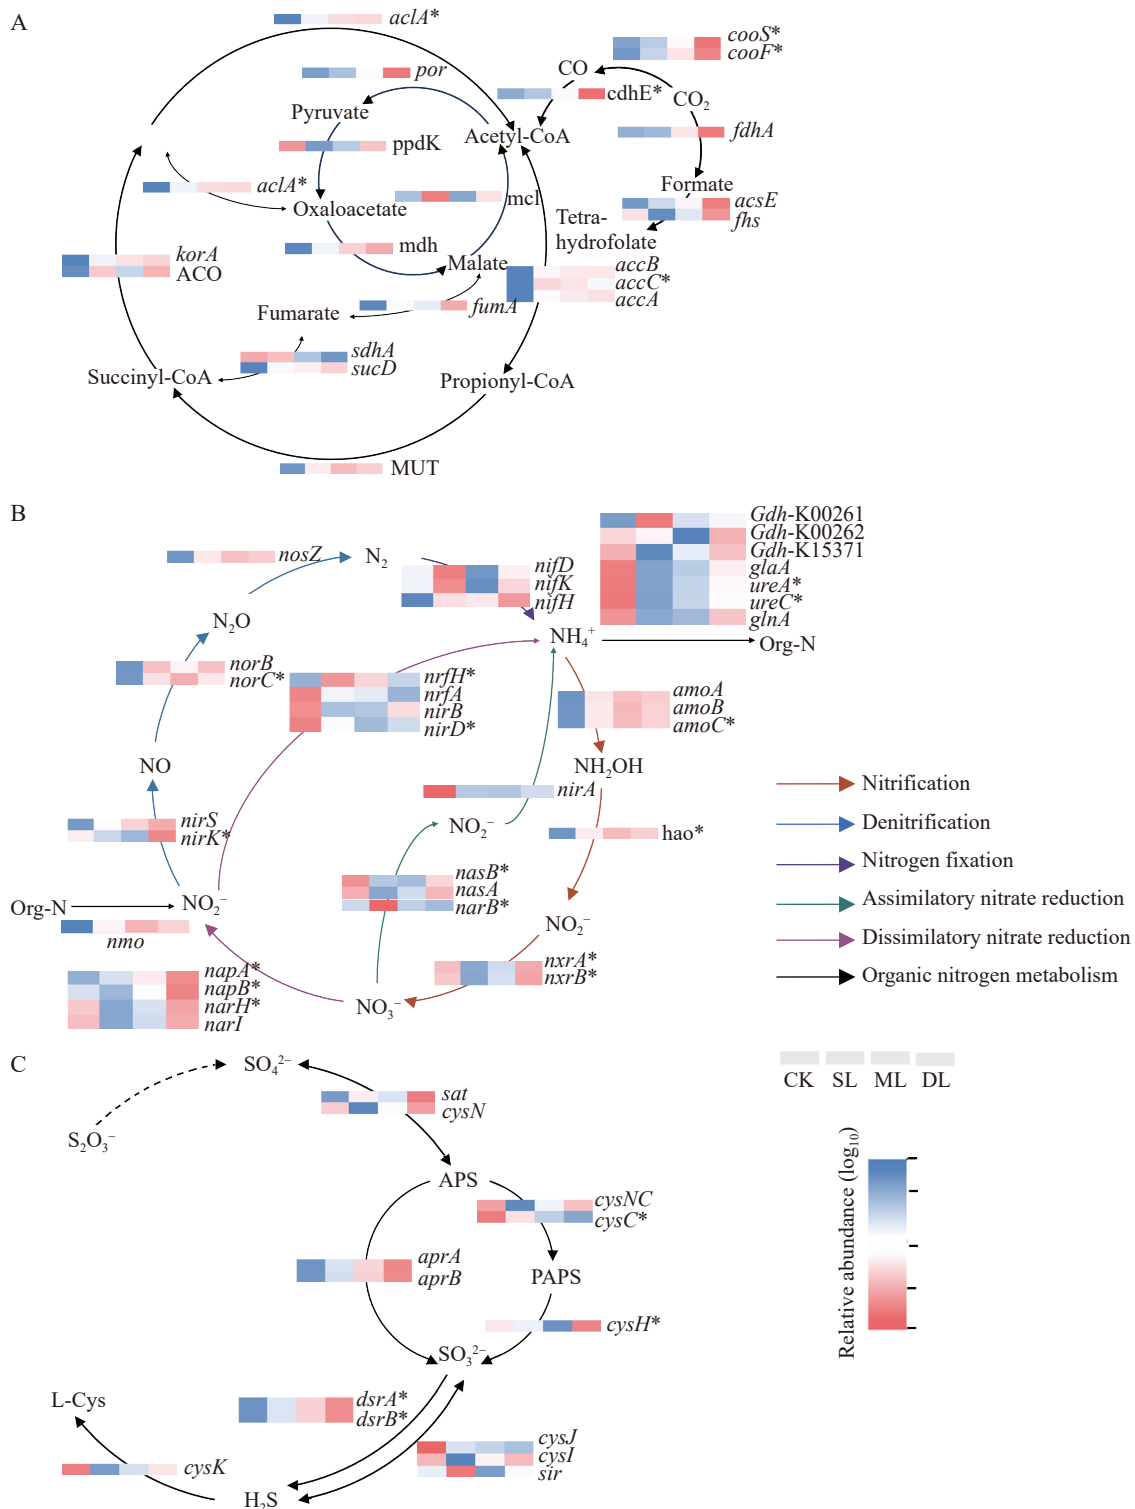 A
aclA*
cooS*
cooF*
por
CO
cdhE*
CO₂
Pyruvate
Acetyl-CoA
fdhA
ppdK
Formate
aclA*
mcl
acsE
fhs
Oxaloacetate
Tetra-
hydrofolate
mdh
korA
ACO
Malate
accB
accC*
accA
fumA
Fumarate
sdhA
sucD
Succinyl-CoA
Propionyl-CoA
MUT
B
Gdh-K00261
Gdh-K00262
Gdh-K15371
glaA
ureA*
ureC*
glnA
nosZ
N₂
nifD
nifK
nifH
N₂O
NH₄⁺
Org-N
norB
norC*
nrfH*
nrfA
nirB
nirD*
amoA
amoB
amoC*
NO
NH₂OH
nirA
nirS
nirK*
NO₂⁻
hao*
nasB*
nasA
narB*
Org-N
NO₂⁻
nmo
NO₂⁻
napA*
napB*
narH*
narI
nxrA*
nxrB*
NO₃⁻
Nitrification
Denitrification
Nitrogen fixation
Assimilatory nitrate reduction
Dissimilatory nitrate reduction
Organic nitrogen metabolism
C
SO₄²⁻
CK SL ML DL
sat
cysN
S₂O₃⁻
APS
cysNC
cysC*
aprA
aprB
PAPS
cysH*
SO₃²⁻
Relative abundance (log₁₀)
L-Cys
dsrA*
dsrB*
cysJ
cysI
sir
cysK
H₂S